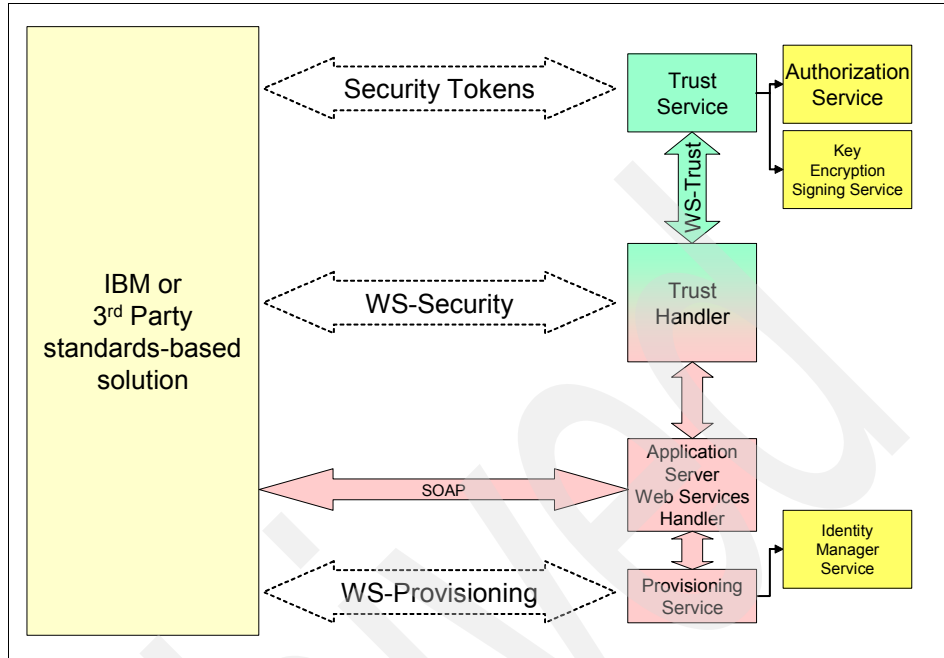 IBM or
3rd Party
standards-based
solution
Security Tokens
Trust
Service
Authorization
Service
Key
Encryption
Signing Service
WS-Trust
WS-Security
Trust
Handler
SOAP
Application
Server
Web Services
Handler
WS-Provisioning
Provisioning
Service
Identity
Manager
Service